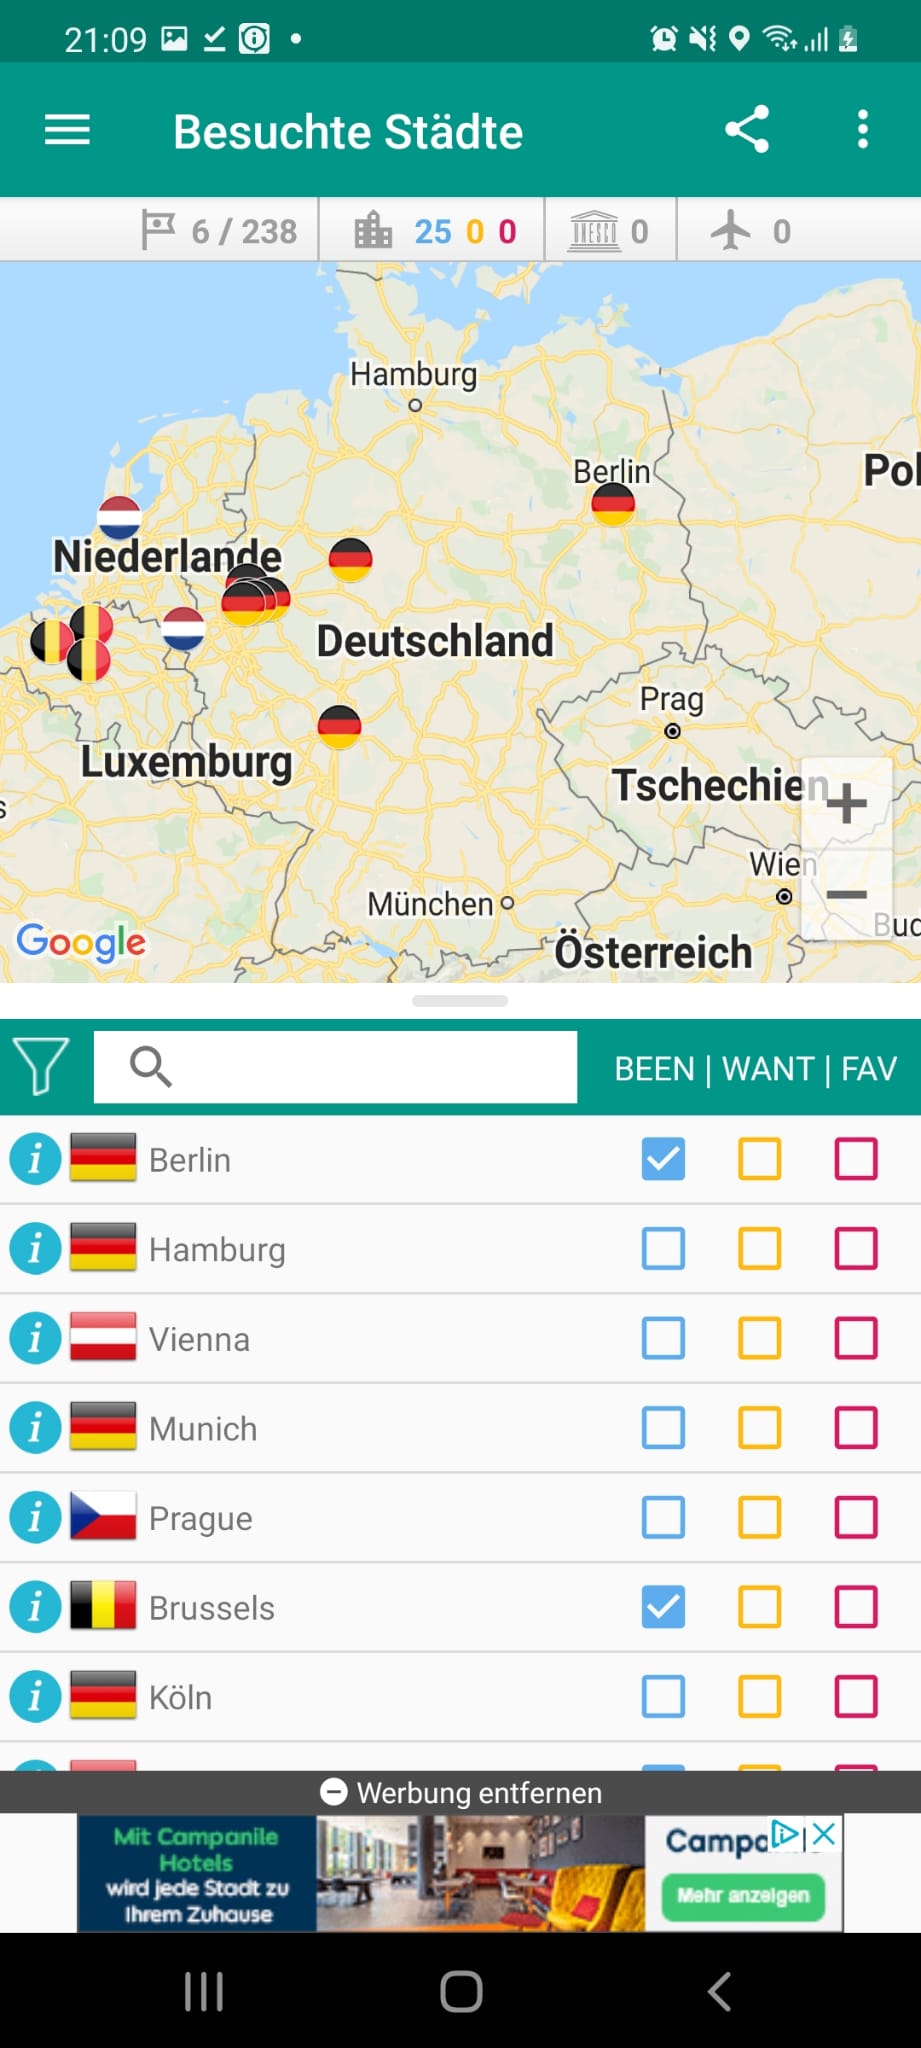 21:09
Besuchte Städte
6 / 238
25 0 0
UNESCO 0
0
Hamburg
Berlin
Pol
Niederlande
Deutschland
Prag
Luxemburg
Tschechien
s
Wien
München
Bud
Google
Österreich
BEEN | WANT | FAV
Berlin
Hamburg
Vienna
Munich
Prague
Brussels
Köln
Werbung entfernen
Mit Campanile
Hotels
wird jede Stadt zu
Ihrem Zuhause
Campa
Mehr anzeigen